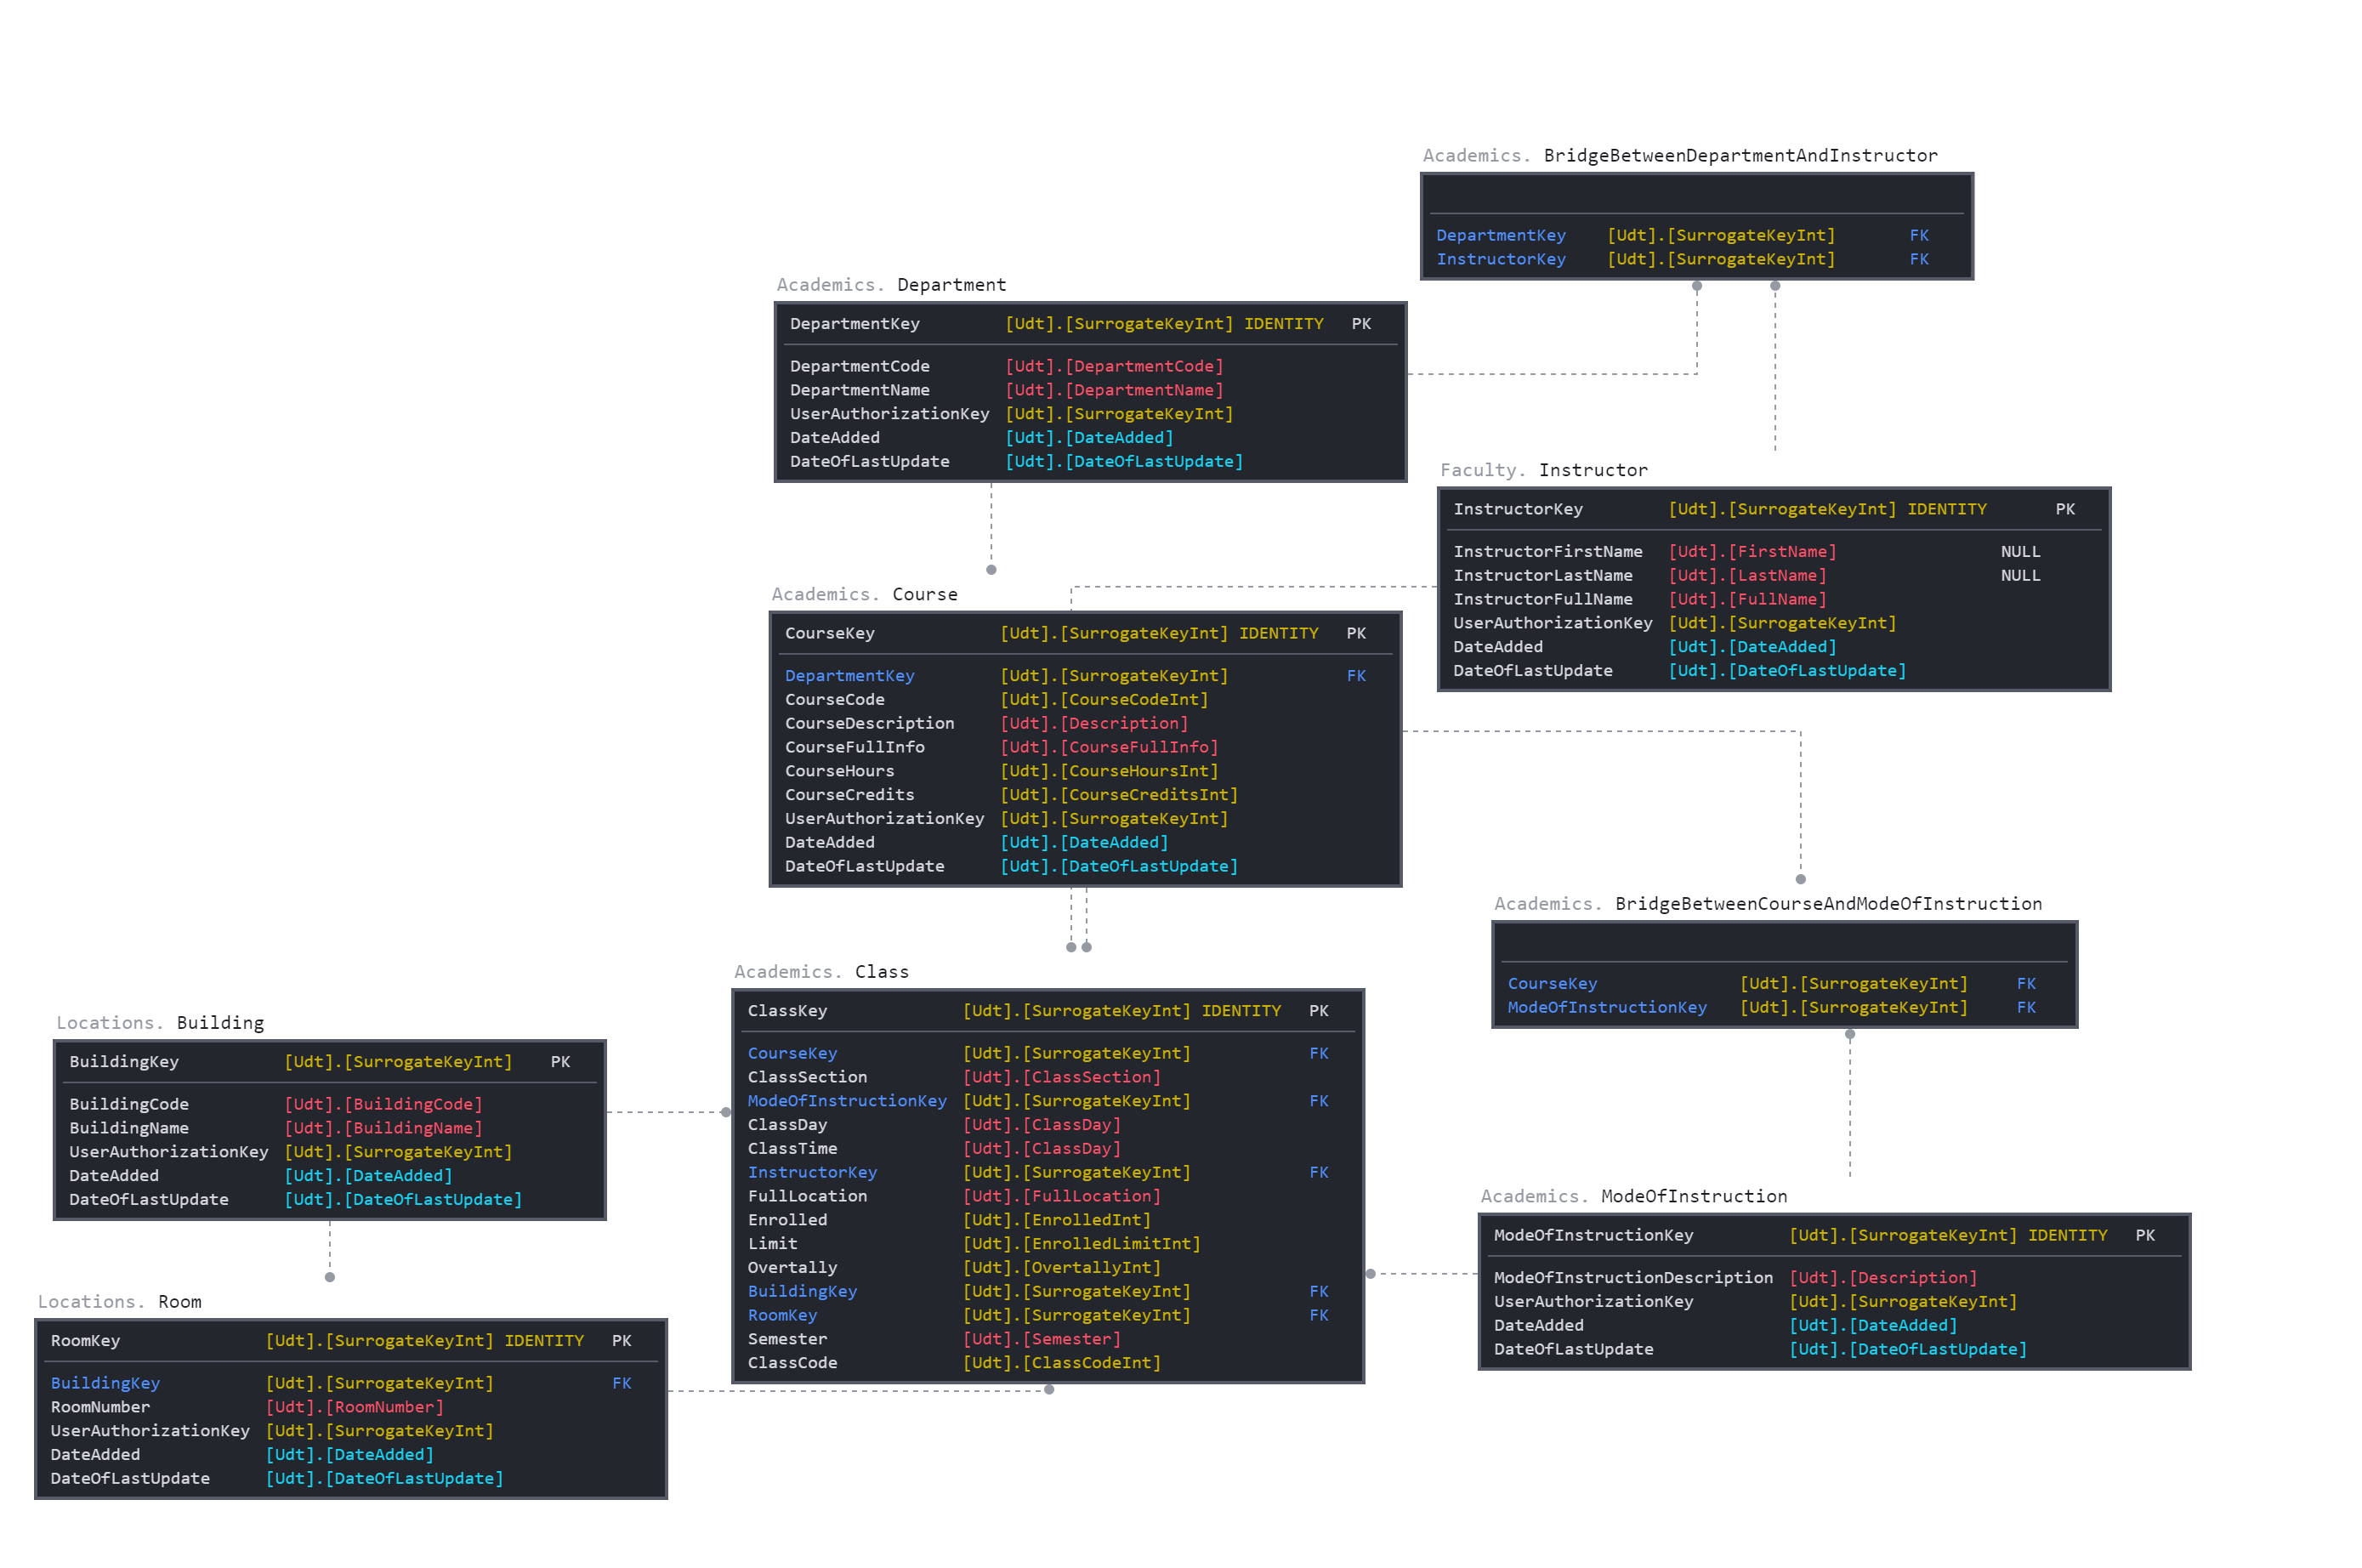 Academics. BridgeBetweenDepartmentAndInstructor
DepartmentKey [Udt].[SurrogateKeyInt] FK
InstructorKey [Udt].[SurrogateKeyInt] FK
Academics. Department
DepartmentKey [Udt].[SurrogateKeyInt] IDENTITY PK
DepartmentCode [Udt].[DepartmentCode]
DepartmentName [Udt].[DepartmentName]
UserAuthorizationKey [Udt].[SurrogateKeyInt]
DateAdded [Udt].[DateAdded]
DateOfLastUpdate [Udt].[DateOfLastUpdate]
Faculty. Instructor
InstructorKey [Udt].[SurrogateKeyInt] IDENTITY PK
InstructorFirstName [Udt].[FirstName] NULL
InstructorLastName [Udt].[LastName] NULL
InstructorFullName [Udt].[FullName]
UserAuthorizationKey [Udt].[SurrogateKeyInt]
DateAdded [Udt].[DateAdded]
DateOfLastUpdate [Udt].[DateOfLastUpdate]
Academics. Course
CourseKey [Udt].[SurrogateKeyInt] IDENTITY PK
DepartmentKey [Udt].[SurrogateKeyInt] FK
CourseCode [Udt].[CourseCodeInt]
CourseDescription [Udt].[Description]
CourseFullInfo [Udt].[CourseFullInfo]
CourseHours [Udt].[CourseHoursInt]
CourseCredits [Udt].[CourseCreditsInt]
UserAuthorizationKey [Udt].[SurrogateKeyInt]
DateAdded [Udt].[DateAdded]
DateOfLastUpdate [Udt].[DateOfLastUpdate]
Academics. BridgeBetweenCourseAndModeOfInstruction
CourseKey [Udt].[SurrogateKeyInt] FK
ModeOfInstructionKey [Udt].[SurrogateKeyInt] FK
Academics. Class
ClassKey [Udt].[SurrogateKeyInt] IDENTITY PK
CourseKey [Udt].[SurrogateKeyInt] FK
ClassSection [Udt].[ClassSection]
ModeOfInstructionKey [Udt].[SurrogateKeyInt] FK
ClassDay [Udt].[ClassDay]
ClassTime [Udt].[ClassDay]
InstructorKey [Udt].[SurrogateKeyInt] FK
FullLocation [Udt].[FullLocation]
Enrolled [Udt].[EnrolledInt]
Limit [Udt].[EnrolledLimitInt]
Overtally [Udt].[OvertallyInt]
BuildingKey [Udt].[SurrogateKeyInt] FK
RoomKey [Udt].[SurrogateKeyInt] FK
Semester [Udt].[Semester]
ClassCode [Udt].[ClassCodeInt]
Locations. Building
BuildingKey [Udt].[SurrogateKeyInt] PK
BuildingCode [Udt].[BuildingCode]
BuildingName [Udt].[BuildingName]
UserAuthorizationKey [Udt].[SurrogateKeyInt]
DateAdded [Udt].[DateAdded]
DateOfLastUpdate [Udt].[DateOfLastUpdate]
Academics. ModeOfInstruction
ModeOfInstructionKey [Udt].[SurrogateKeyInt] IDENTITY PK
ModeOfInstructionDescription [Udt].[Description]
UserAuthorizationKey [Udt].[SurrogateKeyInt]
DateAdded [Udt].[DateAdded]
DateOfLastUpdate [Udt].[DateOfLastUpdate]
Locations. Room
RoomKey [Udt].[SurrogateKeyInt] IDENTITY PK
BuildingKey [Udt].[SurrogateKeyInt] FK
RoomNumber [Udt].[RoomNumber]
UserAuthorizationKey [Udt].[SurrogateKeyInt]
DateAdded [Udt].[DateAdded]
DateOfLastUpdate [Udt].[DateOfLastUpdate]